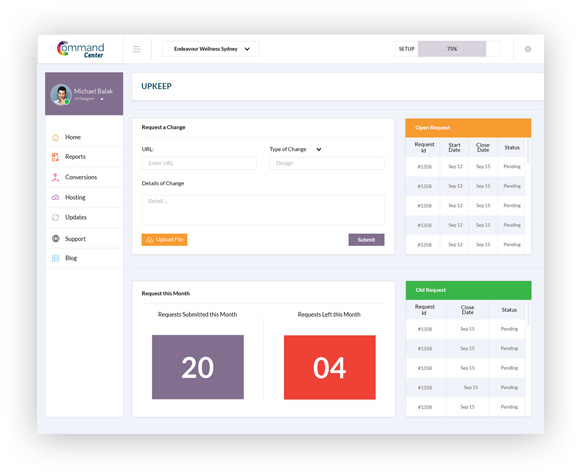 Command
Center
Endeavour Wellness Sydney
SETUP
75%
Michael Balak
UI Designer
Home
Reports
Conversions
Hosting
Updates
Support
Blog
UPKEEP
Request a Change
URL:
Type of Change
Enter URL
Design
Details of Change
Detail...
Upload File
Submit
Open Request
Request Id Start Date Close Date Status
#1358 Sep 12 Sep 15 Pending
#1358 Sep 12 Sep 15 Pending
#1358 Sep 12 Sep 15 Pending
#1358 Sep 12 Sep 15 Pending
#1358 Sep 12 Sep 15 Pending
Request this Month
Requests Submitted this Month
Requests Left this Month
20
04
Old Request
Request Id Close Date Status
#1358 Sep 15 Pending
#1358 Sep 15 Pending
#1358 Sep 15 Pending
#1358 Sep 15 Pending
#1358 Sep 15 Pending